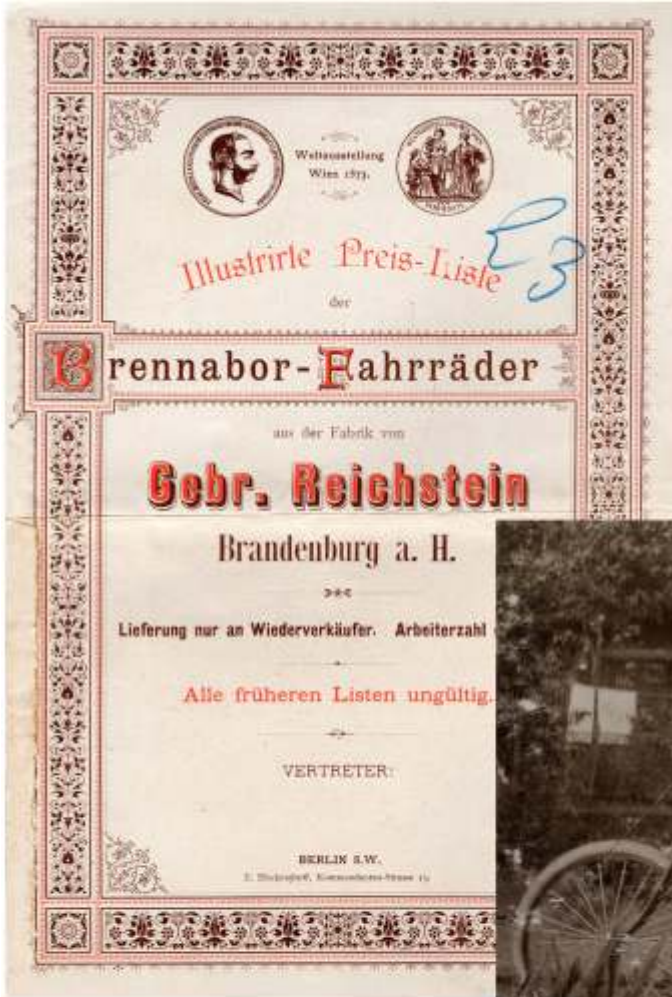 Weltausstellung
Wien 1873.
E 3
Illustrirte Preis-Liste
der
Brennabor-Fahrräder
aus der Fabrik von
Gebr. Reichstein
Brandenburg a. H.
Lieferung nur an Wiederverkäufer. Arbeiterzahl
Alle früheren Listen ungültig.
VERTRETER:
BERLIN S.W.